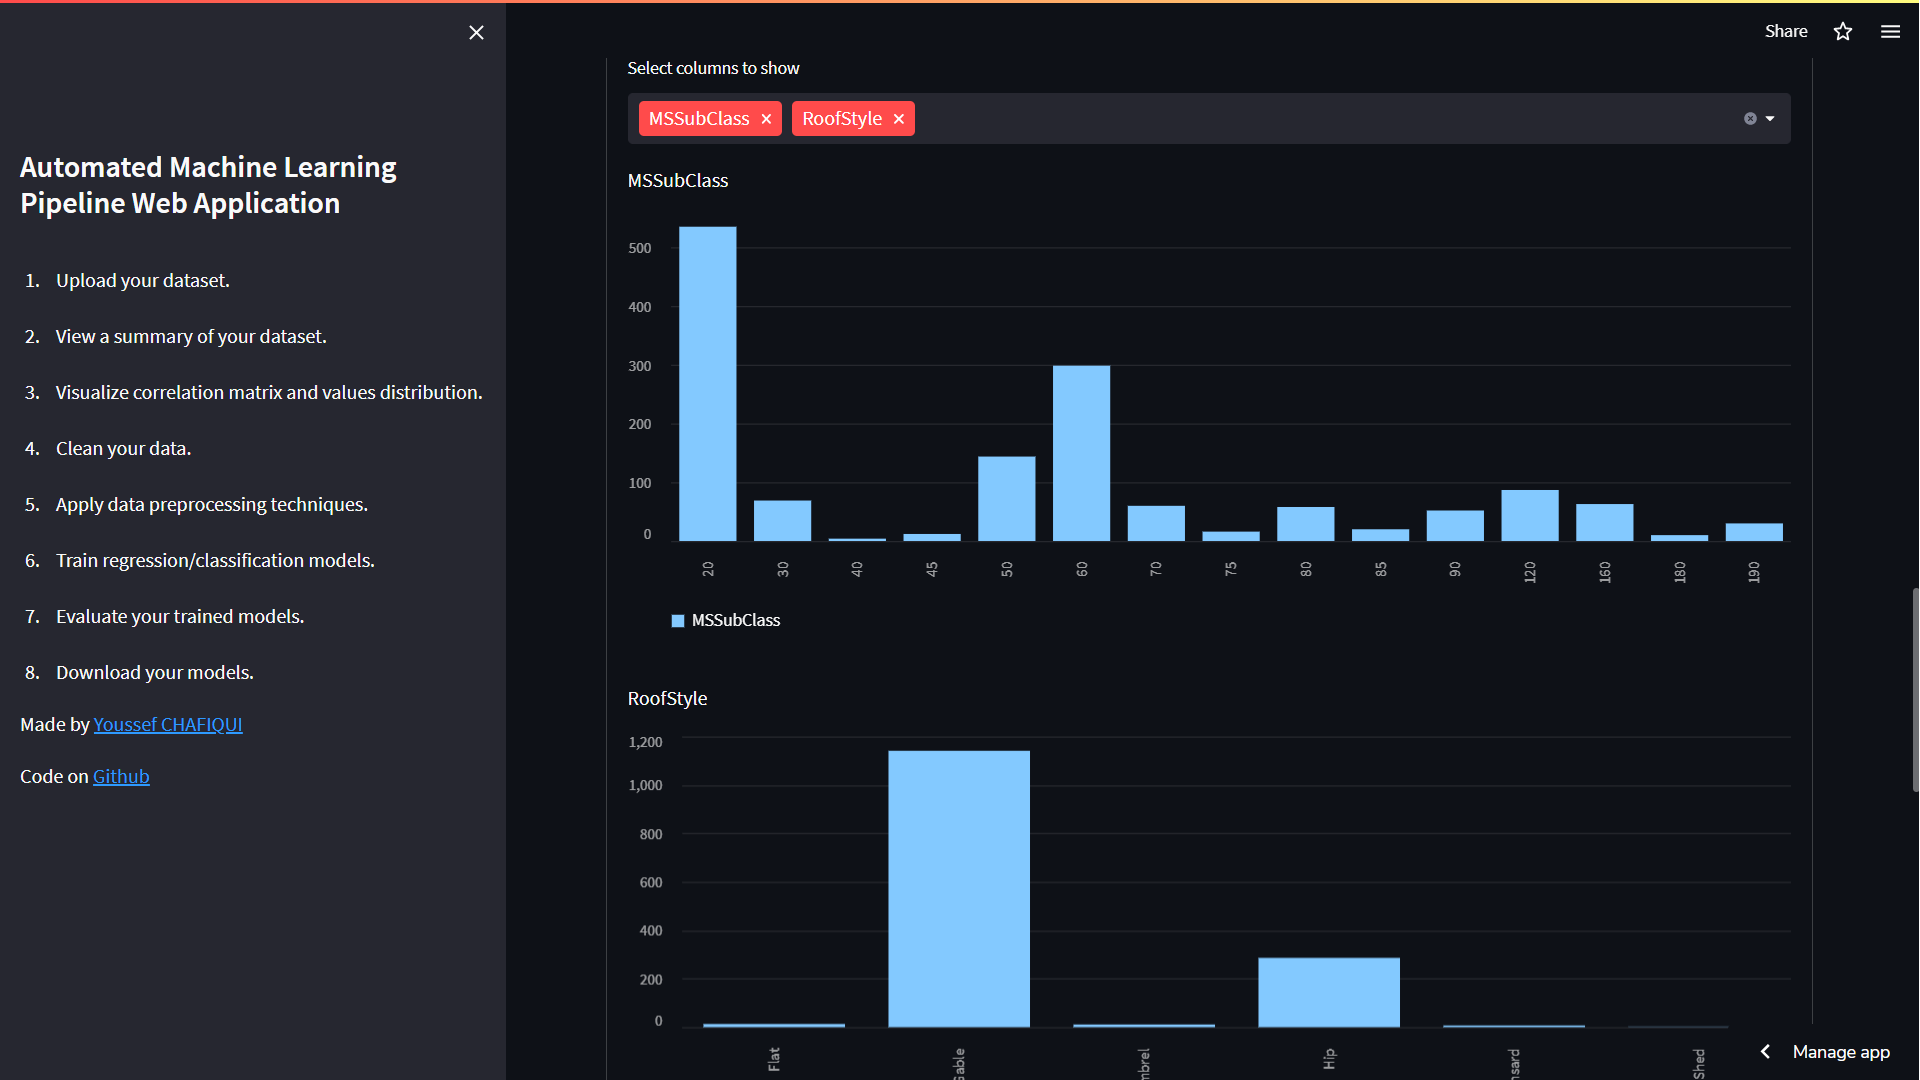 Automated Machine Learning
Pipeline Web Application
1. Upload your dataset.
2. View a summary of your dataset.
3. Visualize correlation matrix and values distribution.
4. Clean your data.
5. Apply data preprocessing techniques.
6. Train regression/classification models.
7. Evaluate your trained models.
8. Download your models.
Made by Youssef CHAFIQUI
Code on Github
Share
Select columns to show
MSSubClass RoofStyle
MSSubClass
500
400
300
200
100
0
20 30 40 45 50 60 70 75 80 85 90 120 160 180 190
MSSubClass
RoofStyle
1,200
1,000
800
600
400
200
0
Flat Hip Shed
Manage app